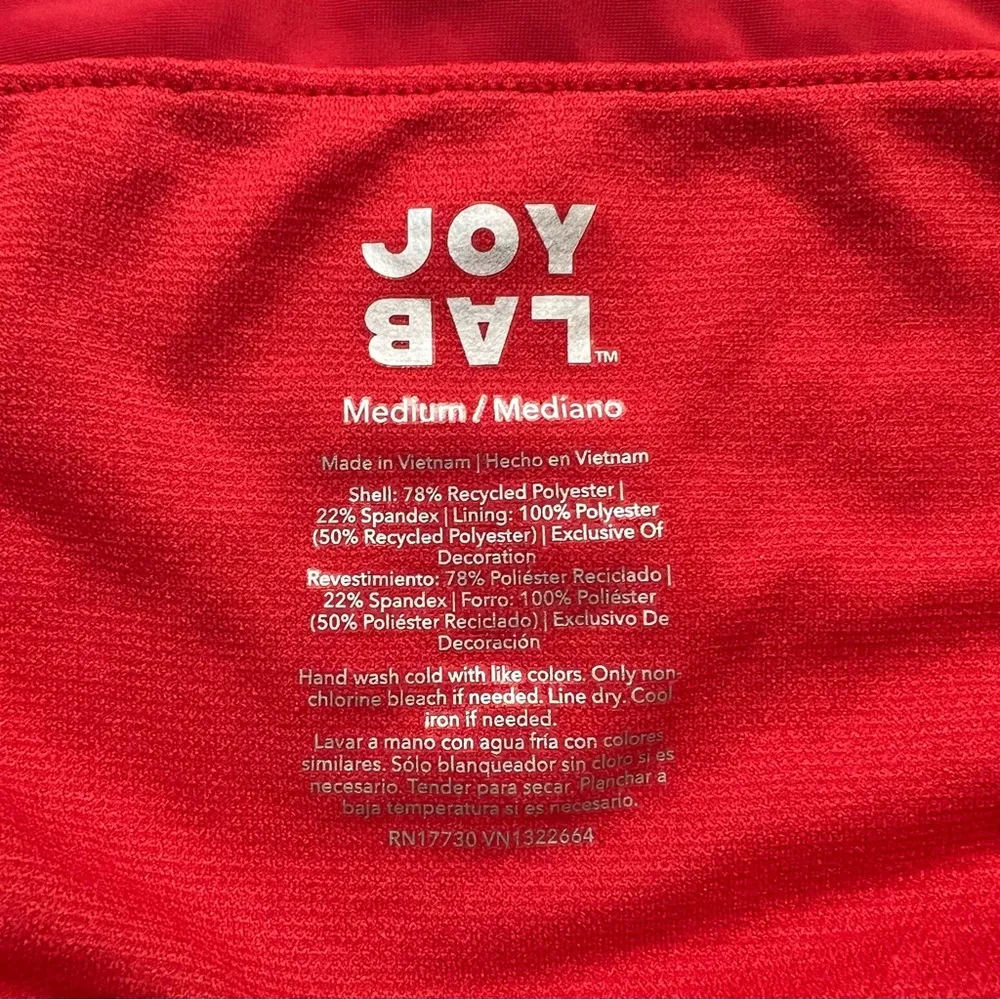 JOY
LAB™
Medium / Mediano
Made in Vietnam | Hecho en Vietnam
Shell: 78% Recycled Polyester |
22% Spandex | Lining: 100% Polyester
(50% Recycled Polyester) | Exclusive Of
Decoration
Revestimiento: 78% Poliéster Reciclado |
22% Spandex | Forro: 100% Poliéster
(50% Poliéster Reciclado) | Exclusivo De
Decoración
Hand wash cold with like colors. Only non-
chlorine bleach if needed. Line dry. Cool
iron if needed.
Lavar a mano con agua fría con colores
similares. Sólo blanqueador sin cloro si es
necesario. Tender para secar. Planchar a
baja temperatura si es necesario.
RN17730 VN1322664